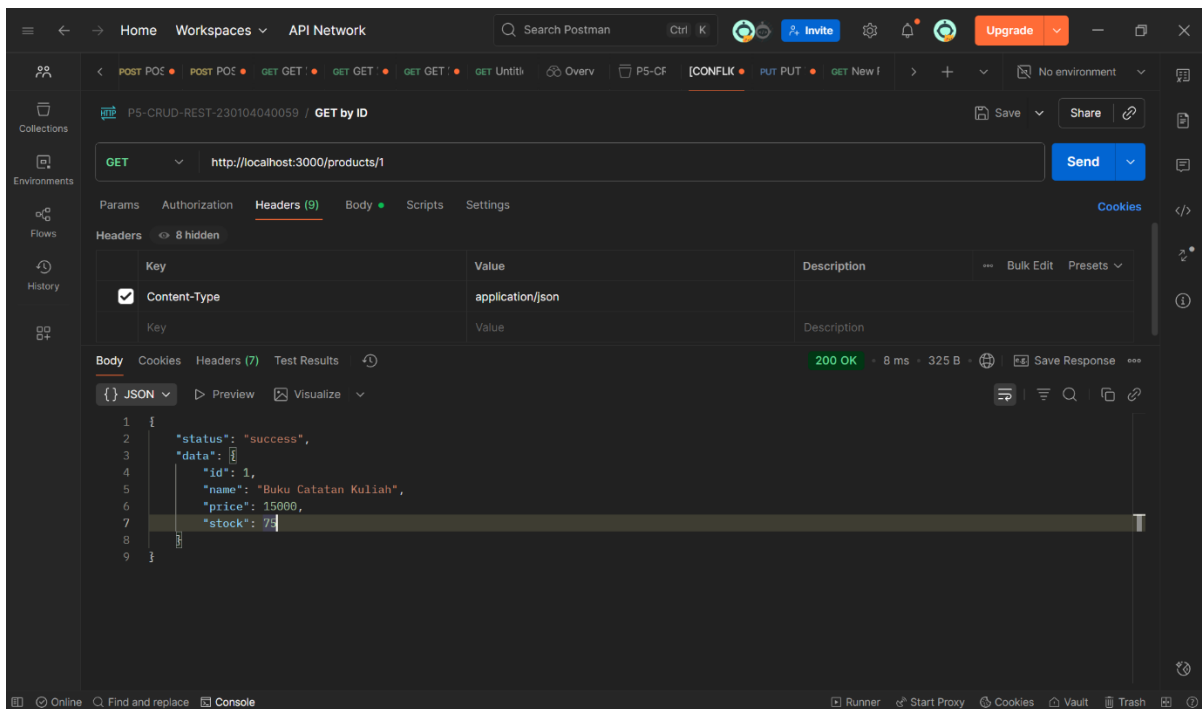 Home Workspaces API Network Search Postman Ctrl K Invite Upgrade
POST POS POST POS GET GET GET GET GET GET GET Untitl Overv P5-CF [CONFLIC PUT PUT GET New F No environment
Collections
Environments
Flows
History
HTTP P5-CRUD-REST-230104040059 / GET by ID Save Share
GET http://localhost:3000/products/1 Send
Params Authorization Headers (9) Body Scripts Settings Cookies
Headers 8 hidden
Key Value Description Bulk Edit Presets
Content-Type application/json
Key Value Description
Body Cookies Headers (7) Test Results 200 OK 8 ms 325 B Save Response
{} JSON Preview Visualize
1 {
2 "status": "success",
3 "data": {
4 "id": 1,
5 "name": "Buku Catatan Kuliah",
6 "price": 15000,
7 "stock": 75
8 }
9 }
Online Find and replace Console Runner Start Proxy Cookies Vault Trash